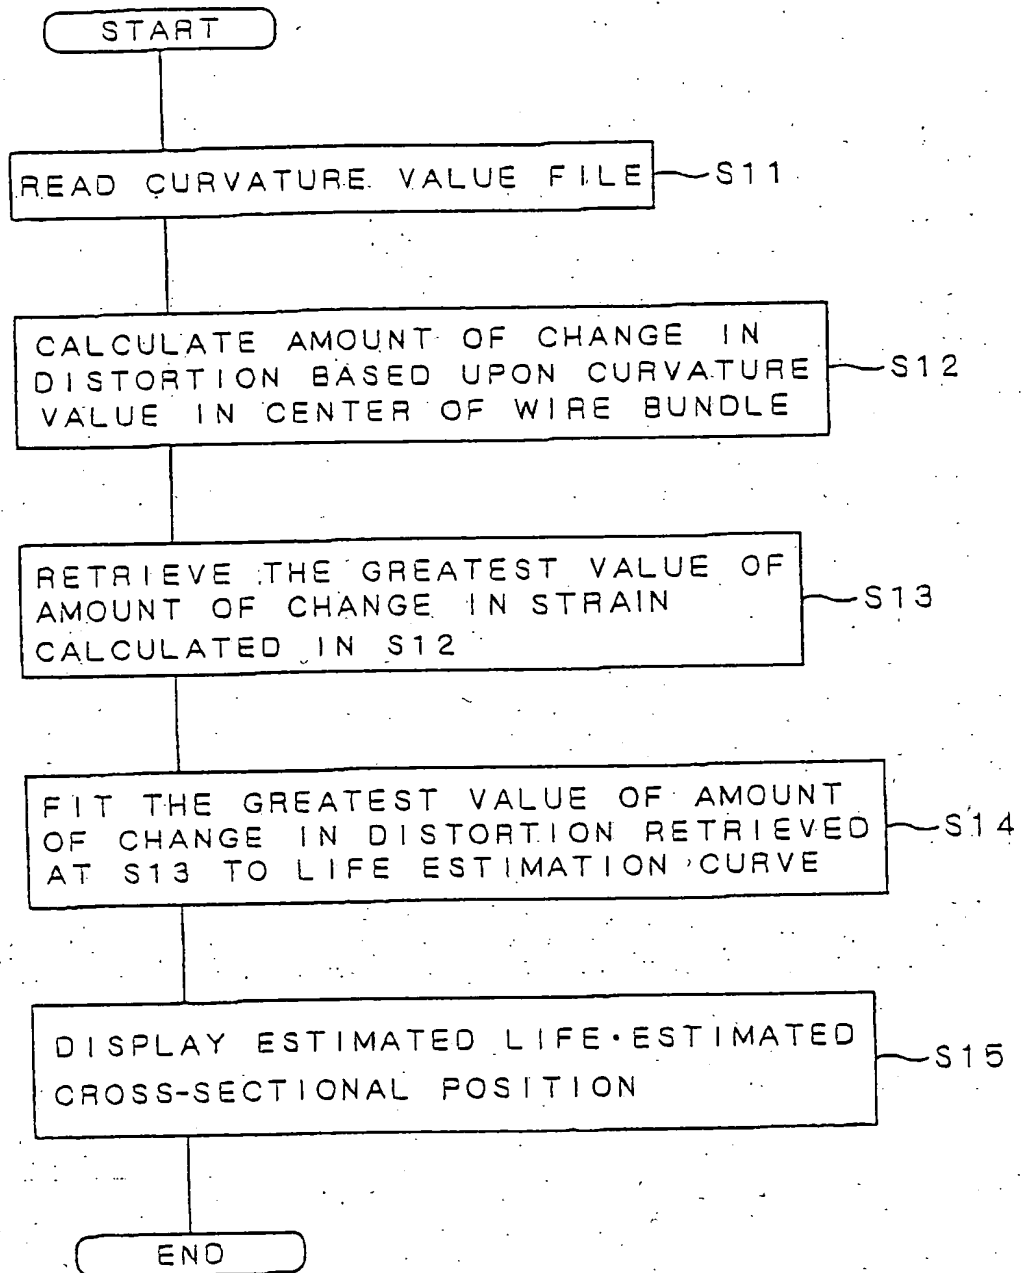 START
READ CURVATURE VALUE FILE
S11
CALCULATE AMOUNT OF CHANGE IN
DISTORTION BASED UPON CURVATURE
VALUE IN CENTER OF WIRE BUNDLE
S12
RETRIEVE THE GREATEST VALUE OF
AMOUNT OF CHANGE IN STRAIN
CALCULATED IN S12
S13
FIT THE GREATEST VALUE OF AMOUNT
OF CHANGE IN DISTORTION RETRIEVED
AT S13 TO LIFE ESTIMATION CURVE
S14
DISPLAY ESTIMATED LIFE·ESTIMATED
CROSS-SECTIONAL POSITION
S15
END